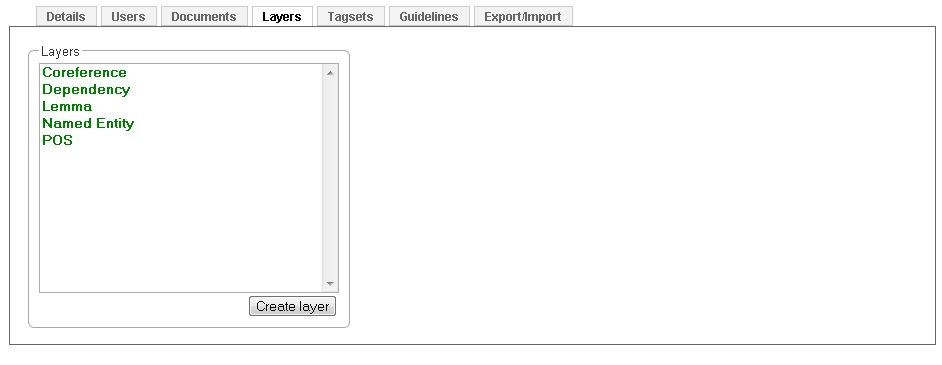 Details Users Documents Layers Tagsets Guidelines Export/Import
Layers
Coreference
Dependency
Lemma
Named Entity
POS
Create layer